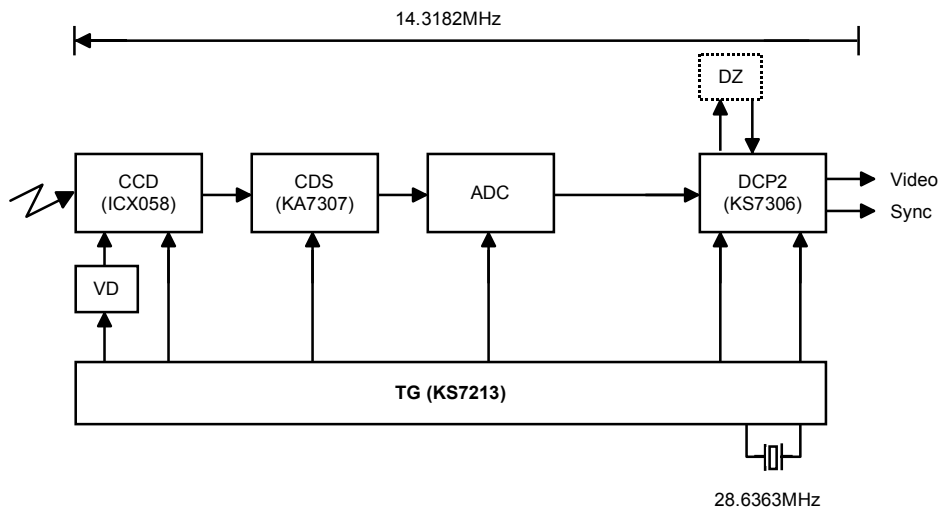 14.3182MHz
DZ
CCD
(ICX058)
CDS
(KA7307)
ADC
DCP2
(KS7306)
Video
Sync
VD
TG (KS7213)
28.6363MHz